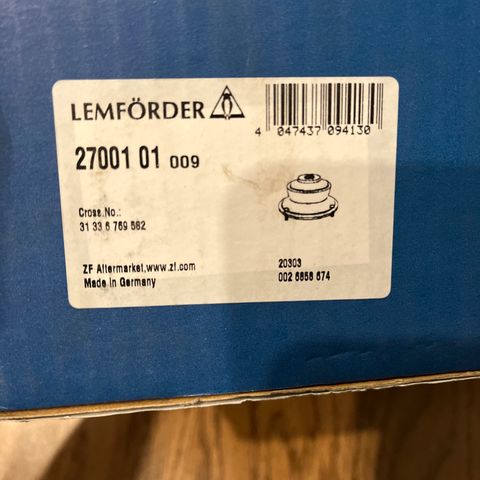 LEMFÖRDER
4 047437 094130
27001 01 009
Cross.No.:
31 33 6 769 582
ZF Aftermarket,www.zf.com
Made in Germany
20303
002 6858 674